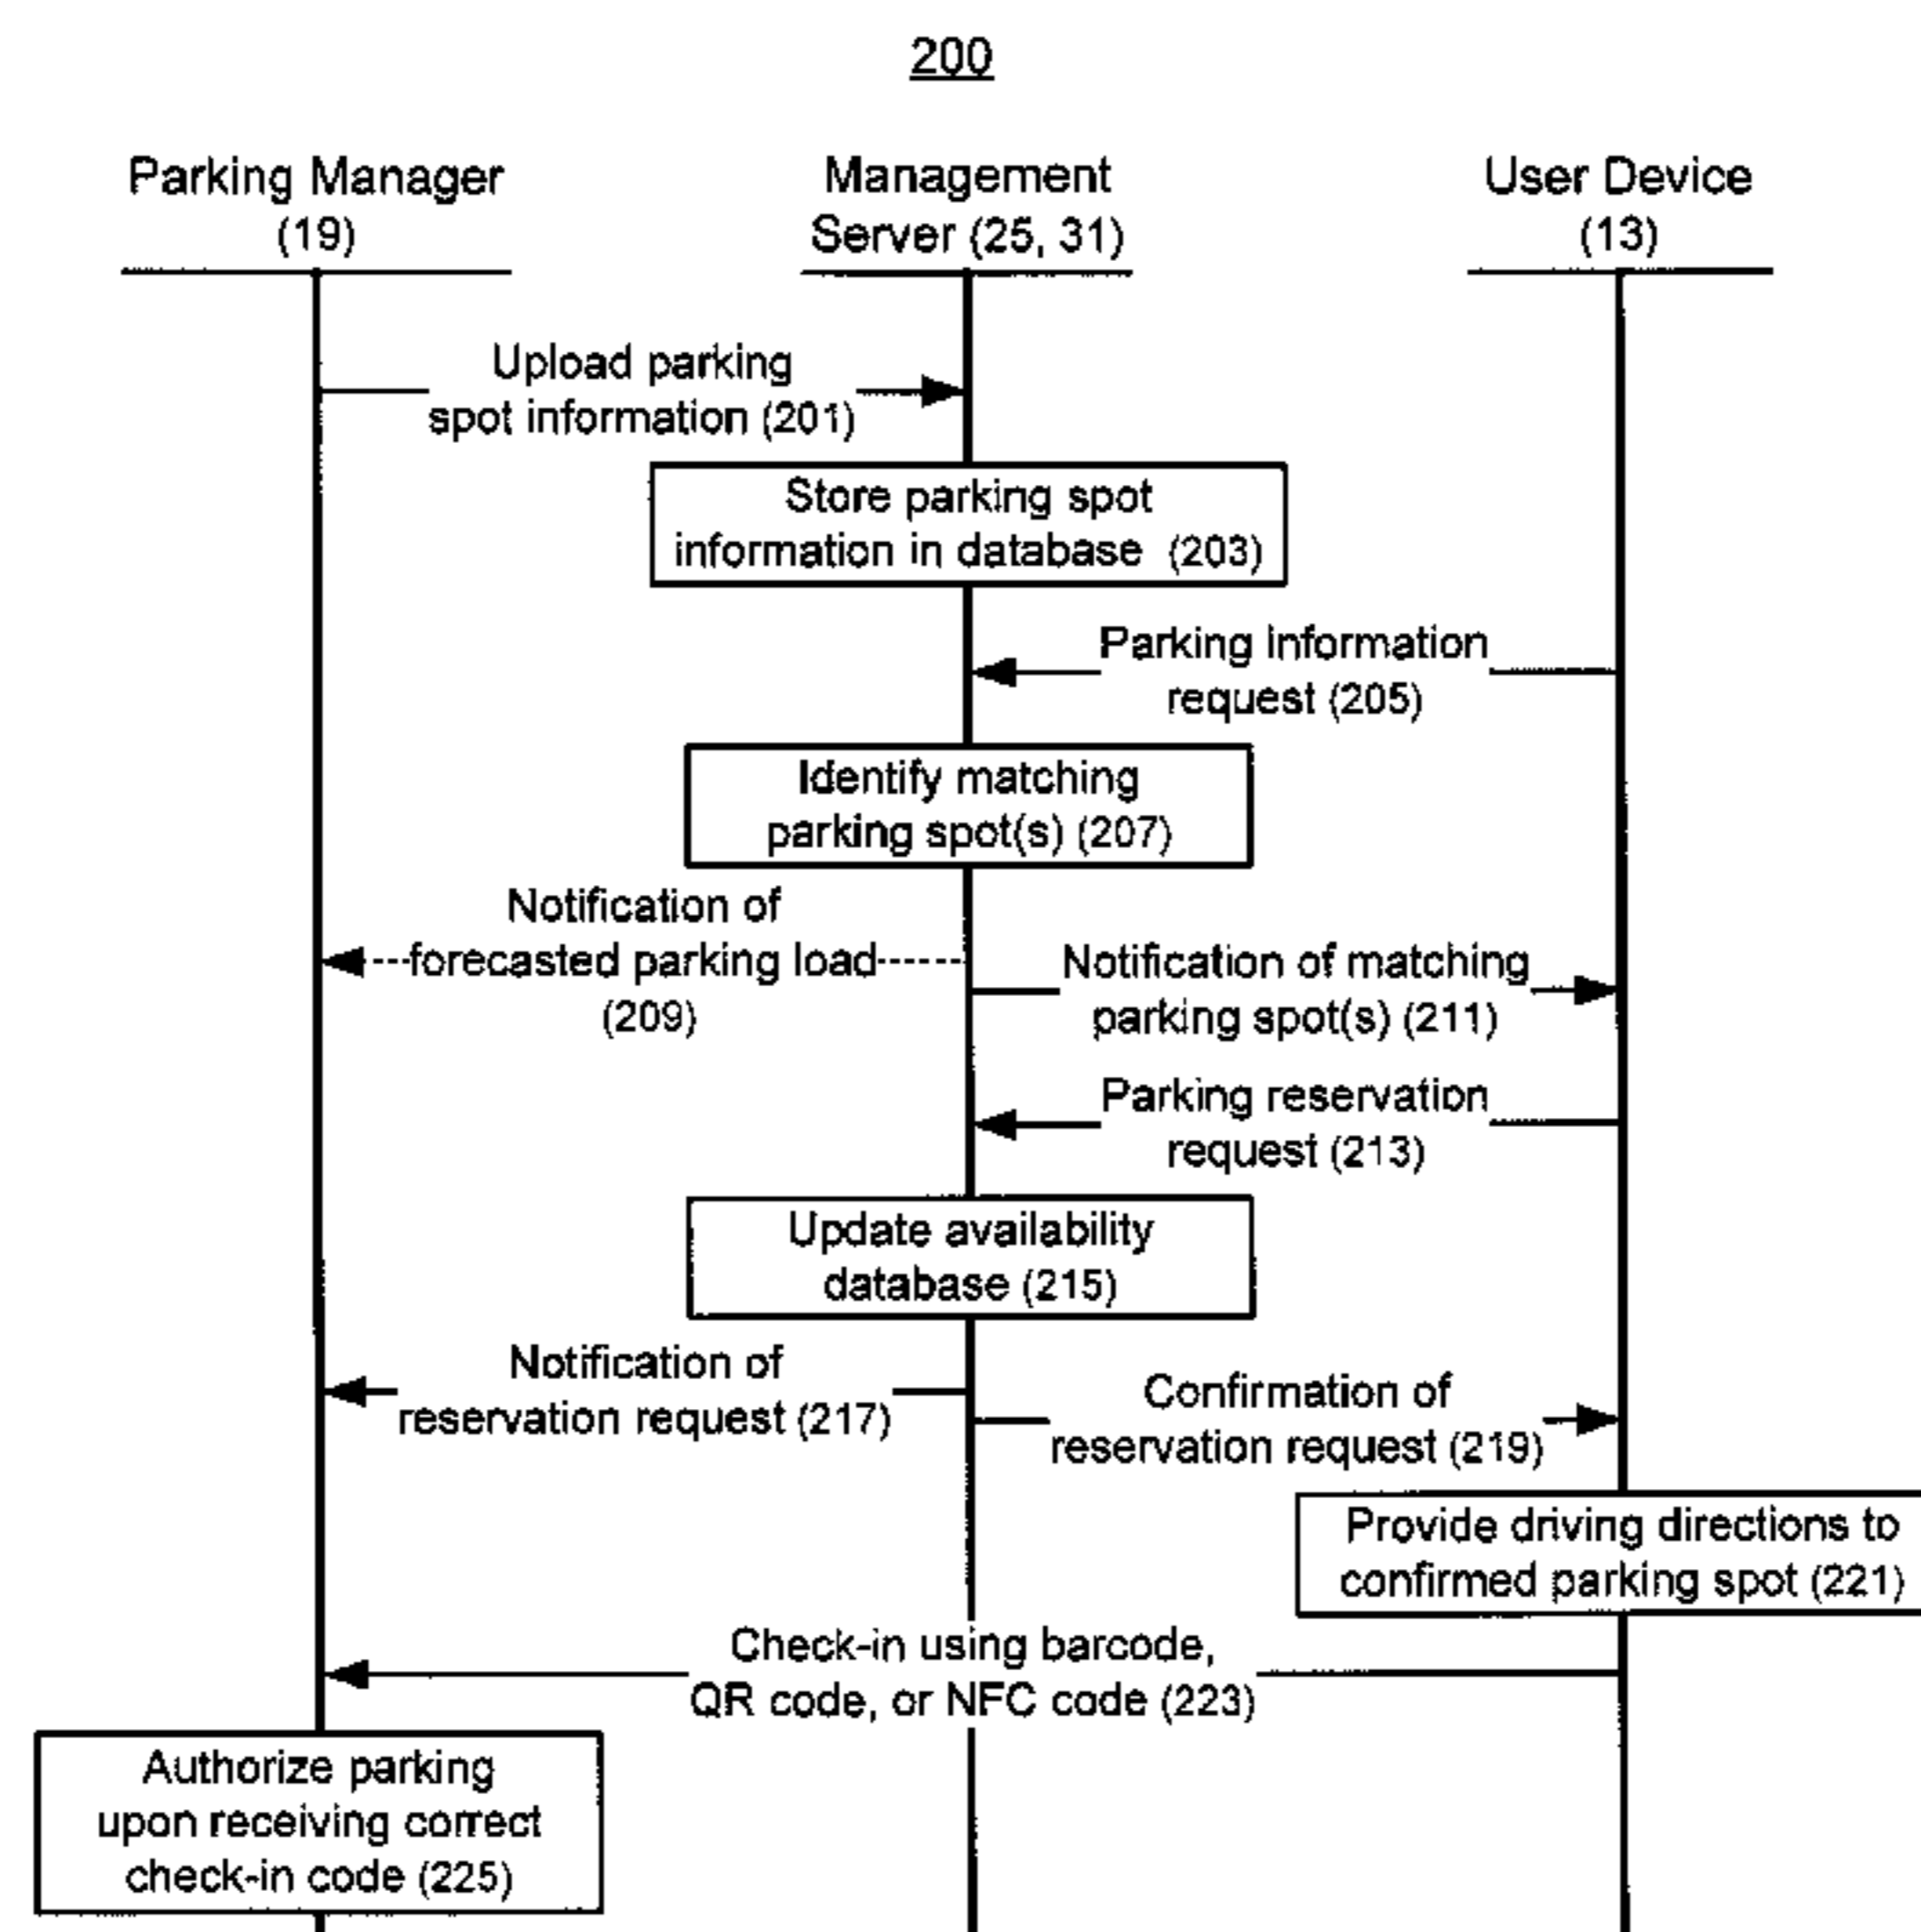 200
Parking Manager
(19)
Management
Server (25, 31)
User Device
(13)
Upload parking
spot information (201)
Store parking spot
information in database (203)
Parking information
request (205)
Identify matching
parking spot(s) (207)
Notification of
forecasted parking load
(209)
Notification of matching
parking spot(s) (211)
Parking reservation
request (213)
Update availability
database (215)
Notification of
reservation request (217)
Confirmation of
reservation request (219)
Provide driving directions to
confirmed parking spot (221)
Check-in using barcode,
QR code, or NFC code (223)
Authorize parking
upon receiving correct
check-in code (225)